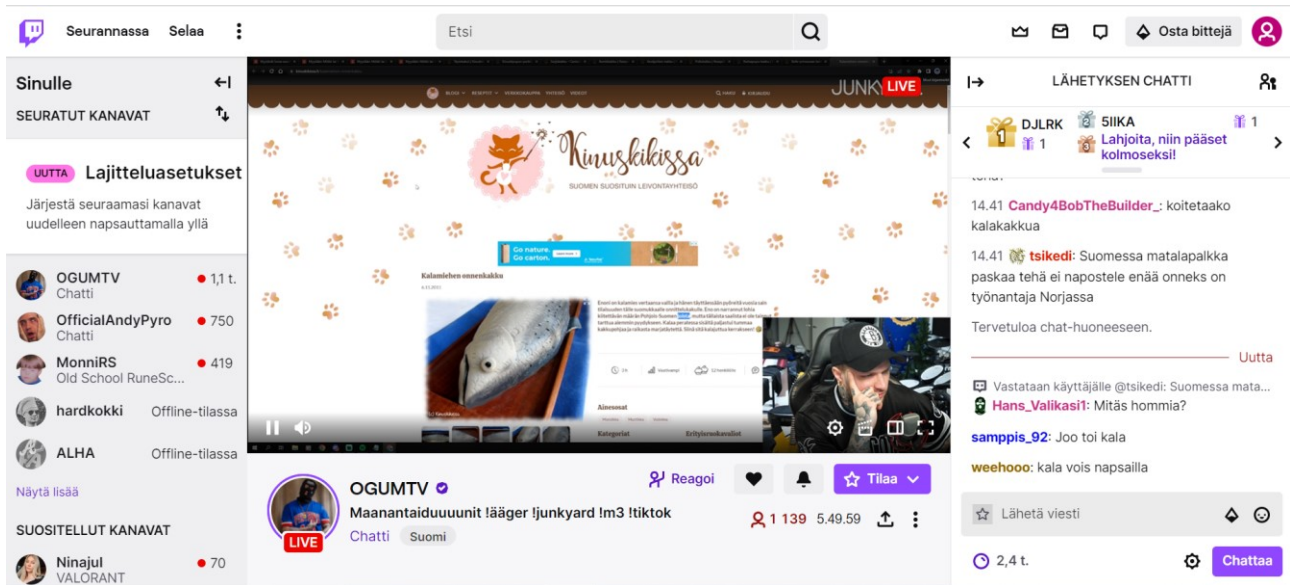 Seurannassa Selaa
Etsi
Osta bittejä
Sinulle
SEURATUT KANAVAT
UUTTA Lajitteluasetukset
Järjestä seuraamasi kanavat
uudelleen napsauttamalla yllä
OGUMTV 1,1 t.
Chatti
OfficialAndyPyro 750
Chatti
MonniRS 419
Old School RuneSc...
hardkokki Offline-tilassa
ALHA Offline-tilassa
Näytä lisää
SUOSITELLUT KANAVAT
Ninajul 70
VALORANT
JUNKY LIVE
Kinuskikissa
SUOMEN SUOSITUIN LEIVONTAYHTEISÖ
Go nature.
Go carton.
Kalamiehen onnenkakku
Ainesosat
Kategoriat Erityisruokavaliot
LIVE
OGUMTV
Maanantaiduuuunit !lääger !junkyard !m3 !tiktok
Chatti Suomi
Reagoi
Tilaa
1 139 5.49.59
LÄHETYKSEN CHATTI
1 DJLRK 1
2 5IIKA 1
3 Lahjoita, niin pääset
kolmoseksi!
14.41 Candy4BobTheBuilder_: koitetaako
kalakakkua
14.41 tsikedi: Suomessa matalapalkka
paskaa tehä ei napostele enää onneks on
työnantaja Norjassa
Tervetuloa chat-huoneeseen.
Uutta
Vastataan käyttäjälle @tsikedi: Suomessa mata...
Hans_Valikasi1: Mitäs hommia?
samppis_92: Joo toi kala
weehooo: kala vois napsailla
Lähetä viesti
2,4 t.
Chattaa